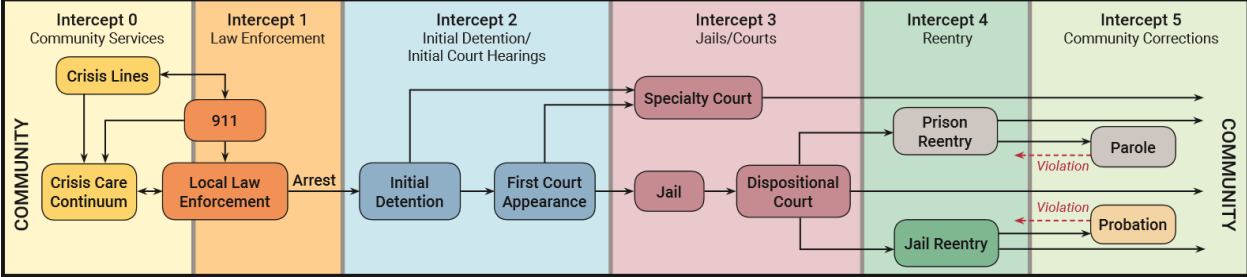 Intercept 0
Community Services
Intercept 1
Law Enforcement
Intercept 2
Initial Detention/
Initial Court Hearings
Intercept 3
Jails/Courts
Intercept 4
Reentry
Intercept 5
Community Corrections
COMMUNITY
Crisis Lines
911
Crisis Care
Continuum
Local Law
Enforcement
Arrest
Initial
Detention
First Court
Appearance
Specialty Court
Jail
Dispositional
Court
Prison
Reentry
Parole
Violation
Violation
Probation
Jail Reentry
COMMUNITY